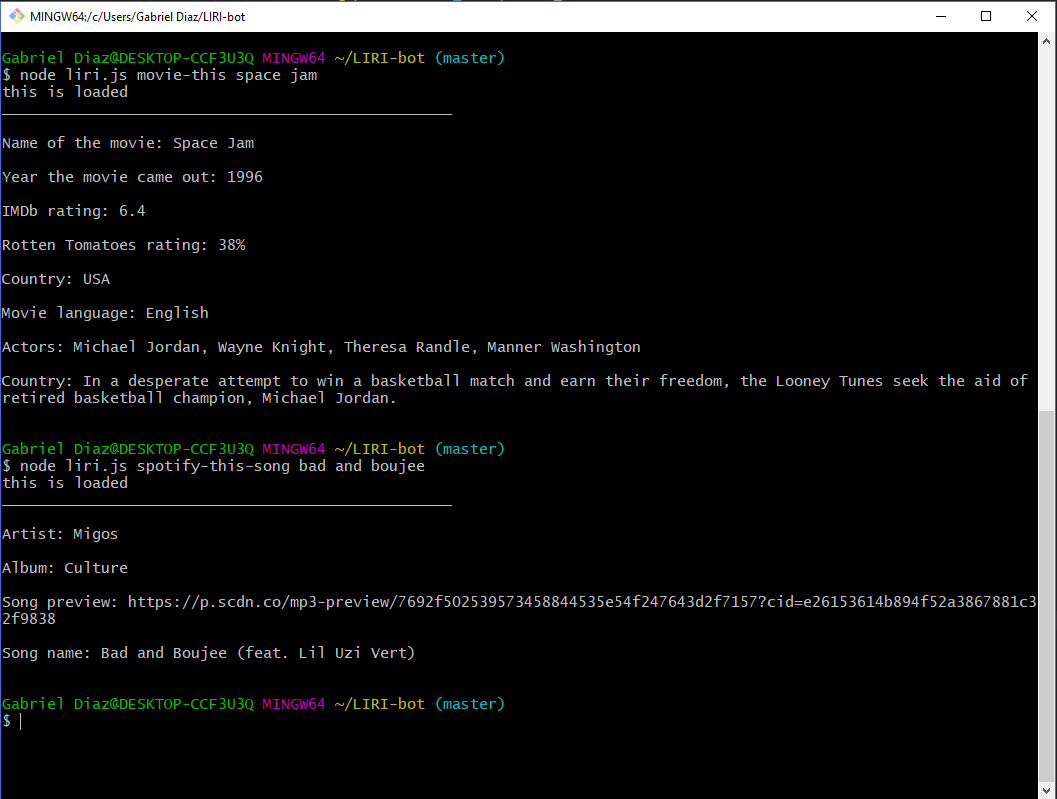 MINGW64:/c/Users/Gabriel Diaz/LIRI-bot
Gabriel Diaz@DESKTOP-CCF3U3Q MINGW64 ~/LIRI-bot (master)
$ node liri.js movie-this space jam
this is loaded
__________________________________________________
Name of the movie: Space Jam
Year the movie came out: 1996
IMDb rating: 6.4
Rotten Tomatoes rating: 38%
Country: USA
Movie language: English
Actors: Michael Jordan, Wayne Knight, Theresa Randle, Manner Washington
Country: In a desperate attempt to win a basketball match and earn their freedom, the Looney Tunes seek the aid of
retired basketball champion, Michael Jordan.
Gabriel Diaz@DESKTOP-CCF3U3Q MINGW64 ~/LIRI-bot (master)
$ node liri.js spotify-this-song bad and boujee
this is loaded
__________________________________________________
Artist: Migos
Album: Culture
Song preview: https://p.scdn.co/mp3-preview/7692f502539573458844535e54f247643d2f7157?cid=e26153614b894f52a3867881c3
2f9838
Song name: Bad and Boujee (feat. Lil Uzi Vert)
Gabriel Diaz@DESKTOP-CCF3U3Q MINGW64 ~/LIRI-bot (master)
$